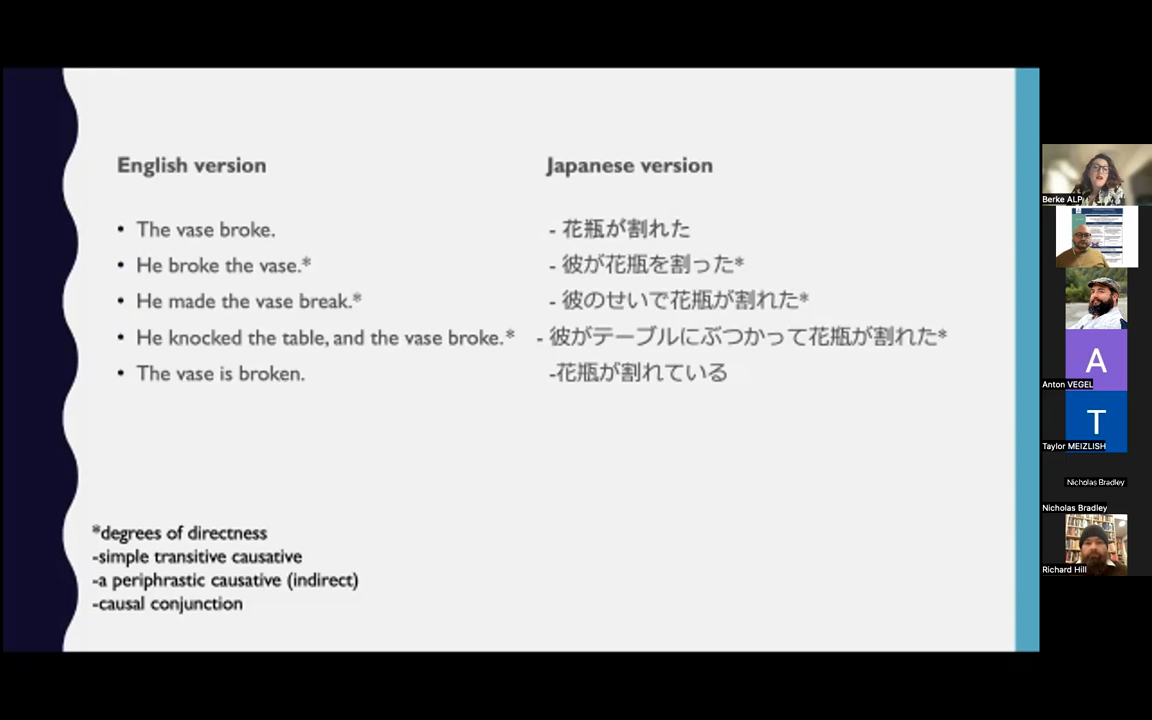 English version
• The vase broke.
• He broke the vase.*
• He made the vase break.*
• He knocked the table, and the vase broke.*
• The vase is broken.
Japanese version
- 花瓶が割れた
- 彼が花瓶を割った*
- 彼のせいで花瓶が割れた*
- 彼がテーブルにぶつかって花瓶が割れた*
-花瓶が割れている
*degrees of directness
-simple transitive causative
-a periphrastic causative (indirect)
-causal conjunction
Berke ALP
A
Anton VEGEL
T
Taylor MEIZLISH
Nicholas Bradley
Nicholas Bradley
Richard Hill